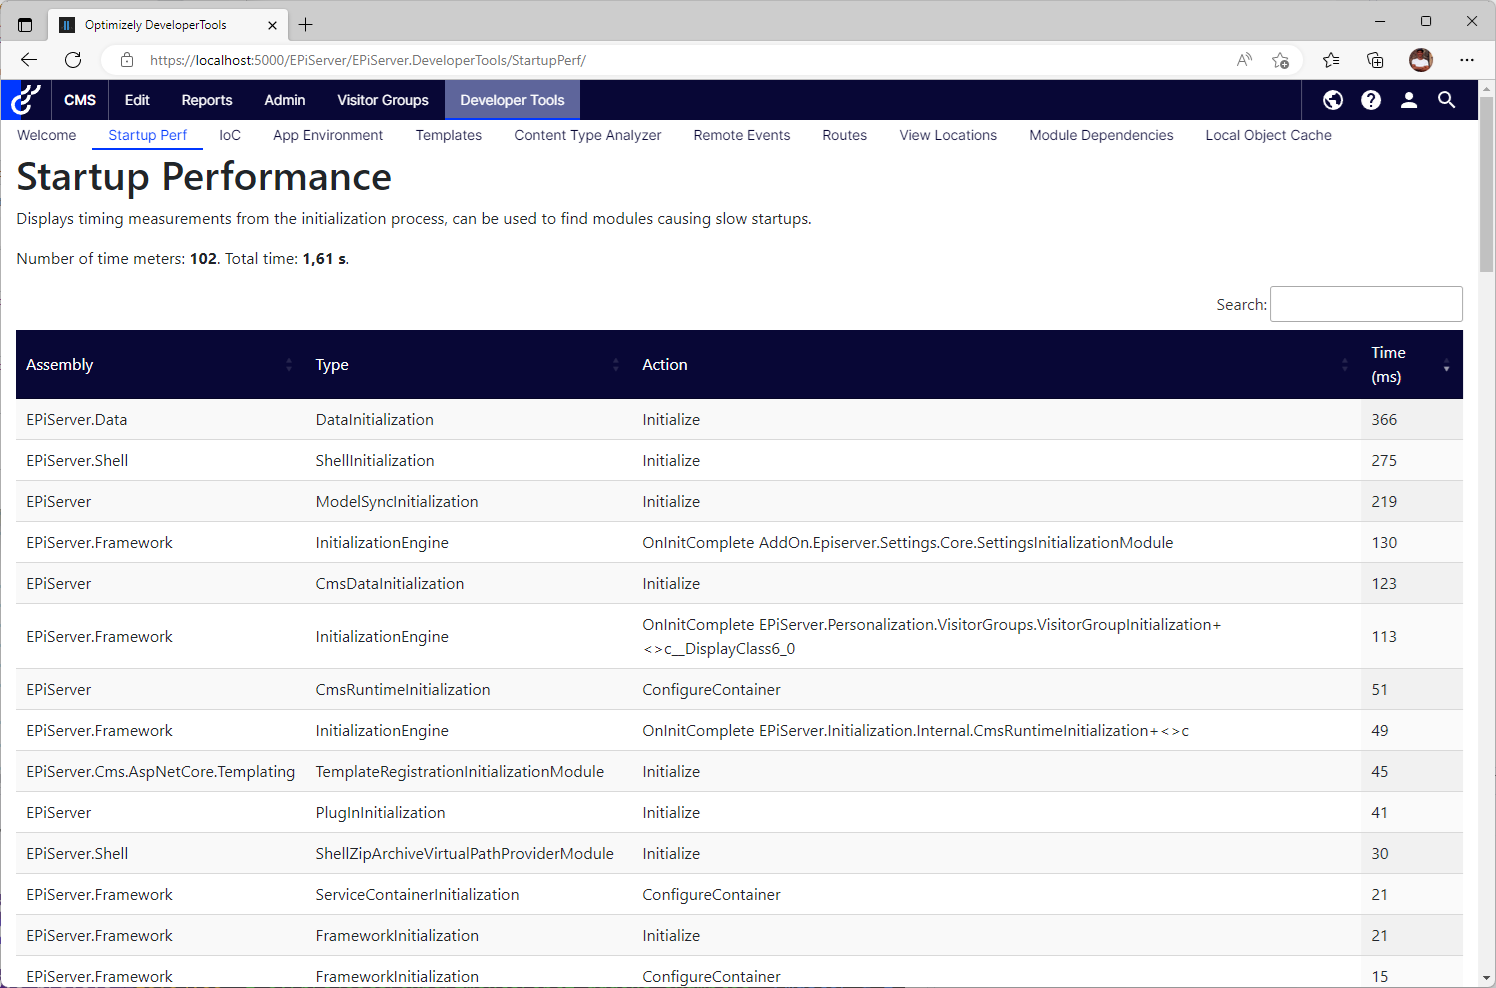 Optimizely DeveloperTools
https://localhost:5000/EPiServer/EPiServer.DeveloperTools/StartupPerf/
CMS Edit Reports Admin Visitor Groups Developer Tools
Welcome Startup Perf IoC App Environment Templates Content Type Analyzer Remote Events Routes View Locations Module Dependencies Local Object Cache
Startup Performance
Displays timing measurements from the initialization process, can be used to find modules causing slow startups.
Number of time meters: 102. Total time: 1,61 s.
Search:
Assembly Type Action Time (ms)
EPiServer.Data DataInitialization Initialize 366
EPiServer.Shell ShellInitialization Initialize 275
EPiServer ModelSyncInitialization Initialize 219
EPiServer.Framework InitializationEngine OnInitComplete AddOn.Episerver.Settings.Core.SettingsInitializationModule 130
EPiServer CmsDataInitialization Initialize 123
EPiServer.Framework InitializationEngine OnInitComplete EPiServer.Personalization.VisitorGroups.VisitorGroupInitialization+
<>c__DisplayClass6_0 113
EPiServer CmsRuntimeInitialization ConfigureContainer 51
EPiServer.Framework InitializationEngine OnInitComplete EPiServer.Initialization.Internal.CmsRuntimeInitialization+<>c 49
EPiServer.Cms.AspNetCore.Templating TemplateRegistrationInitializationModule Initialize 45
EPiServer PlugInInitialization Initialize 41
EPiServer.Shell ShellZipArchiveVirtualPathProviderModule Initialize 30
EPiServer.Framework ServiceContainerInitialization ConfigureContainer 21
EPiServer.Framework FrameworkInitialization Initialize 21
EPiServer.Framework FrameworkInitialization ConfigureContainer 15